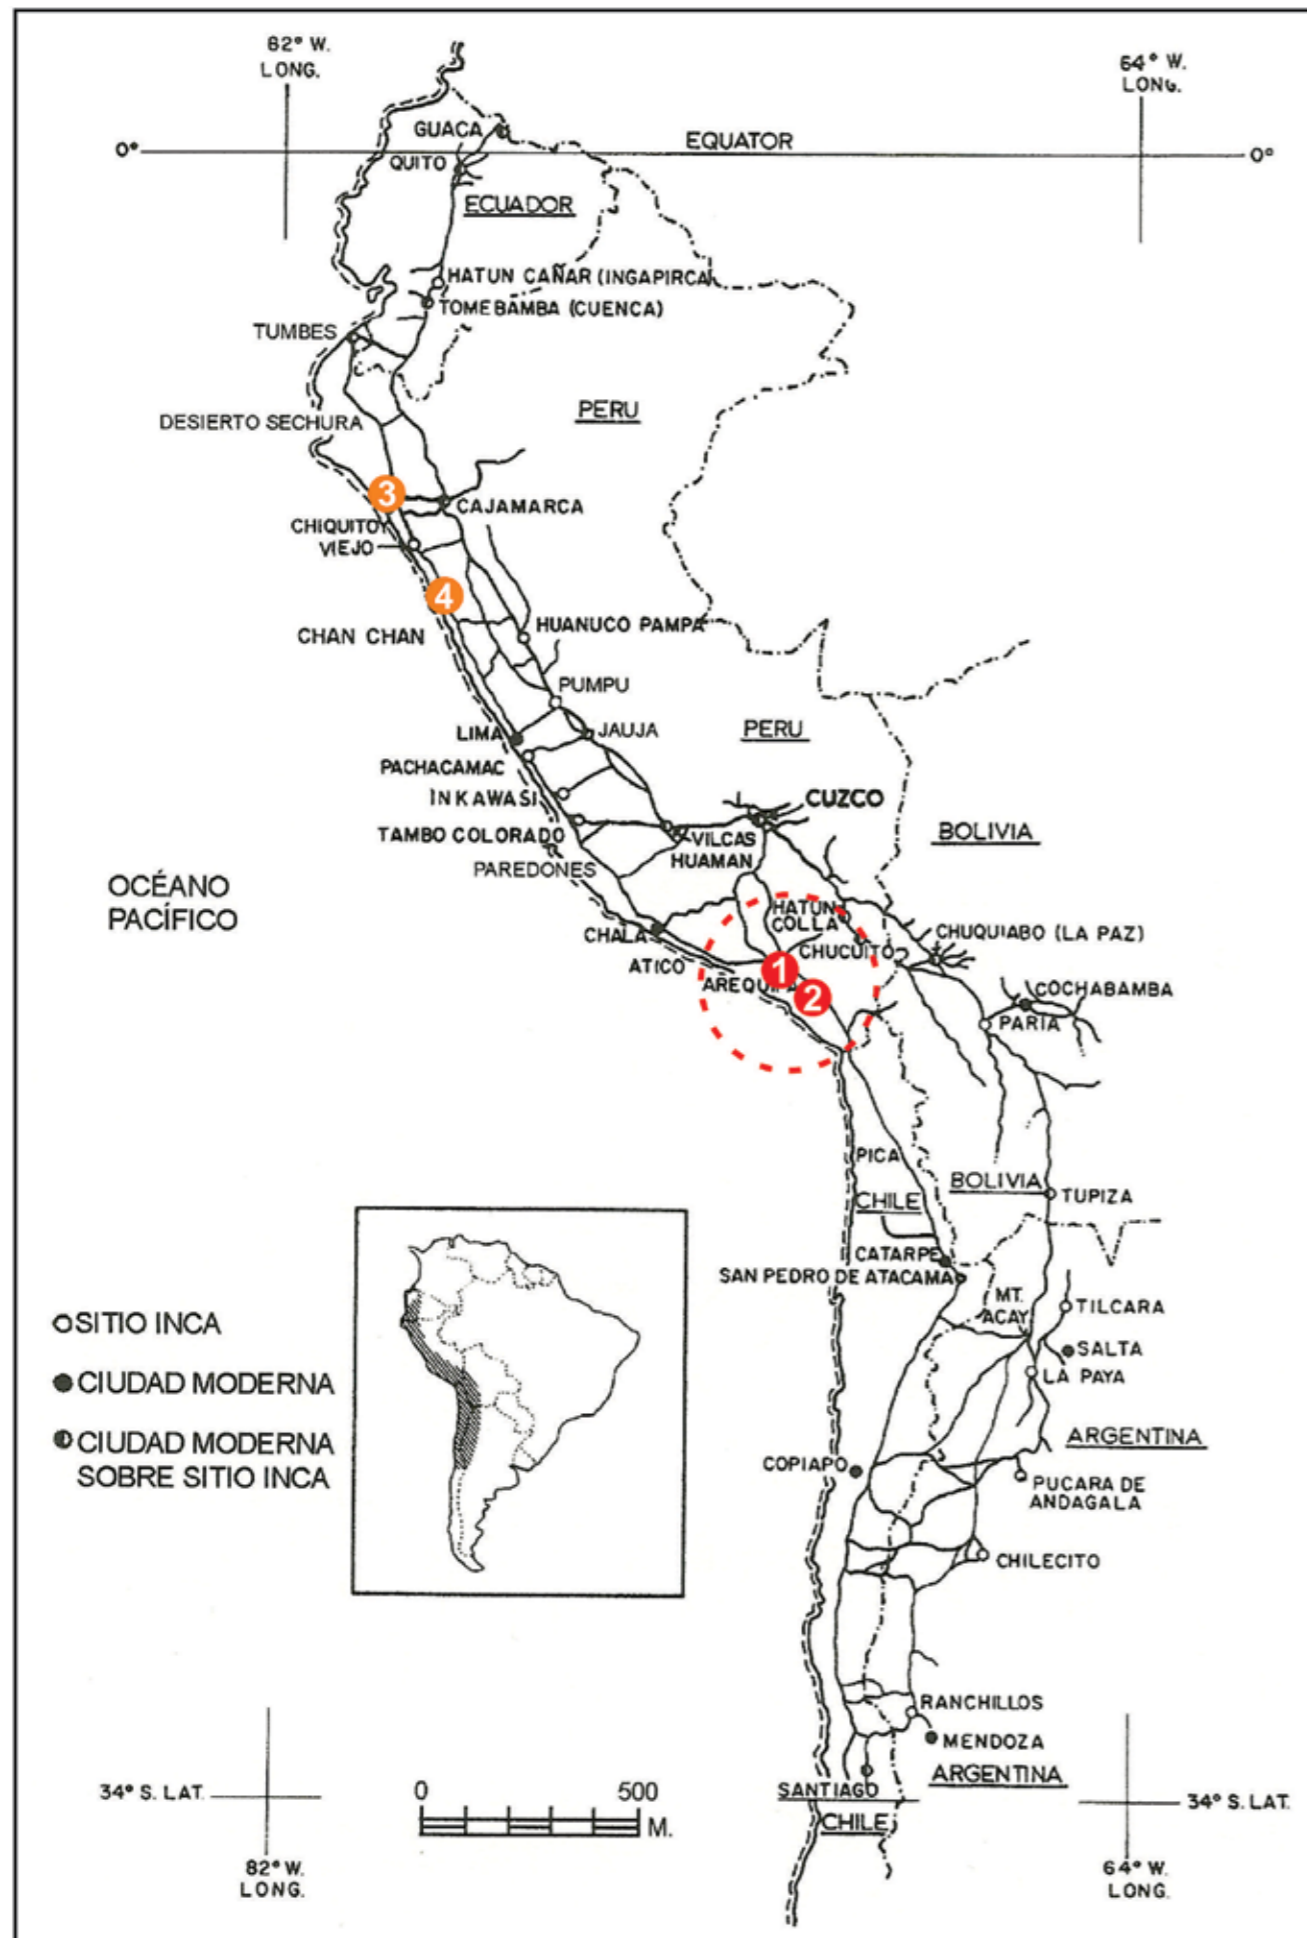 82° W.
LONG.
64° W.
LONG.
GUACA
EQUATOR
0°
0°
QUITO
ECUADOR
HATUN CAÑAR (INGAPIRCA)
TOMEBAMBA (CUENCA)
TUMBES
PERU
DESIERTO SECHURA
3
CAJAMARCA
CHIQUITOY
VIEJO
4
CHAN CHAN
HUANUCO PAMPA
PUMPU
LIMA
JAUJA
PERU
PACHACAMAC
INKAWASI
CUZCO
TAMBO COLORADO
VILCAS
HUAMAN
BOLIVIA
PAREDONES
OCÉANO
PACÍFICO
HATUN
COLLA
CHALA
CHUCUITO
CHUQUIABO (LA PAZ)
ATICO
1
AREQUIPA
2
COCHABAMBA
PARIA
PICA
BOLIVIA
TUPIZA
CHILE
CATARPE
SAN PEDRO DE ATACAMA
MT.
ACAY
TILCARA
SALTA
LA PAYA
SITIO INCA
CIUDAD MODERNA
CIUDAD MODERNA
SOBRE SITIO INCA
ARGENTINA
COPIAPO
PUCARA DE
ANDAGALA
CHILECITO
RANCHILLOS
MENDOZA
ARGENTINA
SANTIAGO
CHILE
0 500
M.
34° S. LAT.
34° S. LAT.
82° W.
LONG.
64° W.
LONG.